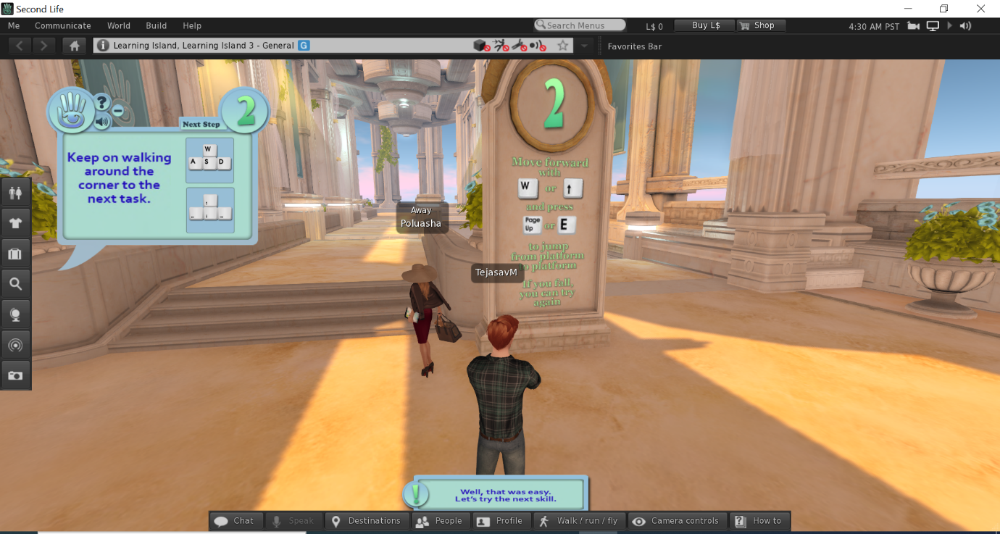 Second Life
Me Communicate World Build Help
Search Menus
L$ 0
Buy L$
Shop
4:30 AM PST
Learning Island, Learning Island 3 - General G
Favorites Bar
?
Next Step
2
Keep on walking
around the
corner to the
next task.
W
A S D
↑
← ↓ →
2
Move forward
with
W or ↑
and press
Page Up or E
to jump
from platform
to platform
If you fall,
you can try
again
Away
Poluasha
TejasavM
!
Well, that was easy.
Let's try the next skill.
Chat Speak Destinations People Profile Walk / run / fly Camera controls ? How to